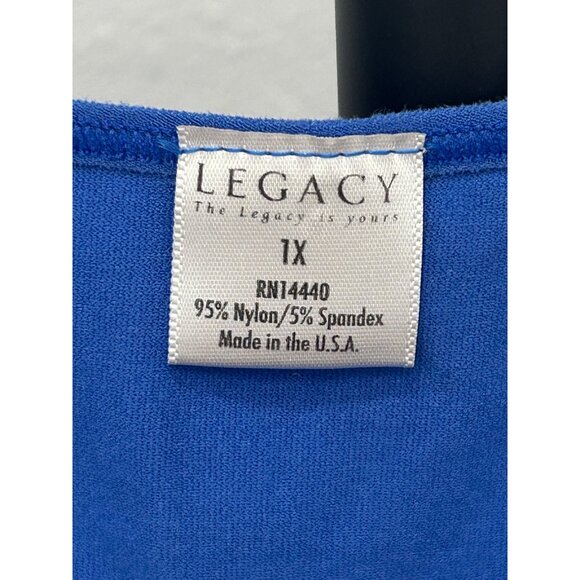 LEGACY
The Legacy is yours
1X
RN14440
95% Nylon/5% Spandex
Made in the U.S.A.